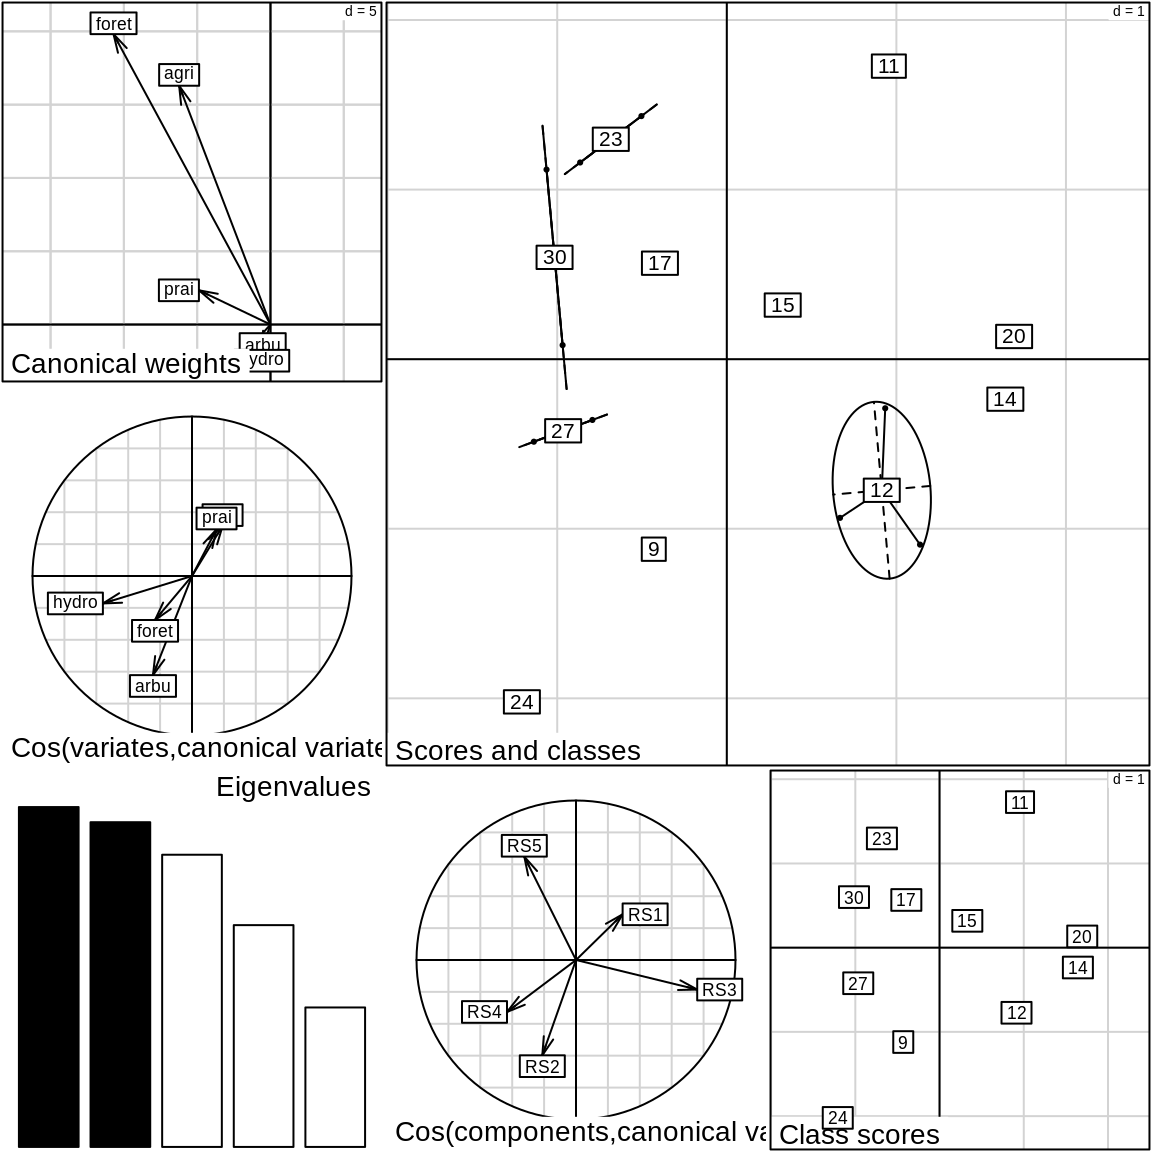 d = 5
foret
agri
prai
arbu
ydro
Canonical weights
d = 1
11
23
30
17
15
20
14
27
12
9
24
Scores and classes
prai
hydro
foret
arbu
Cos(variates,canonical variate
Eigenvalues
RS5
RS1
RS3
RS4
RS2
Cos(components,canonical va
d = 1
11
23
30
17
15
20
14
27
12
9
24
Class scores